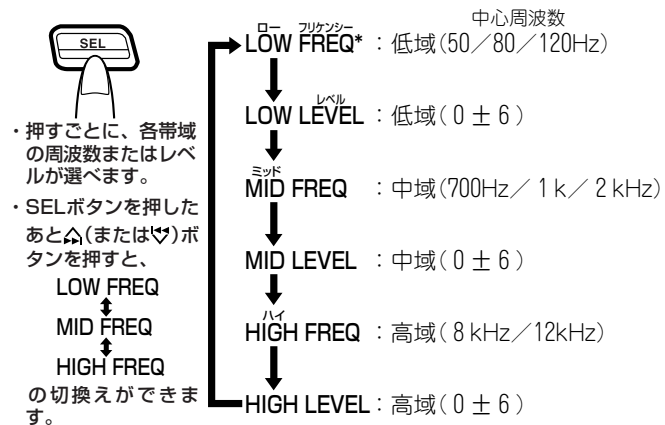 SEL
・押すごとに、各帯域
の周波数またはレベ
ルが選べます。
・SELボタンを押した
あと(または)ボ
タンを押すと、
LOW FREQ
MID FREQ
HIGH FREQ
の切換えができま
す。
中心周波数
ロー フリケンシー
LOW FREQ*：低域(50／80／120Hz)
レベル
LOW LEVEL：低域(0±6)
ミッド
MID FREQ：中域(700Hz／1k／2kHz)
MID LEVEL：中域(0±6)
ハイ
HIGH FREQ：高域(8kHz／12kHz)
HIGH LEVEL：高域(0±6)